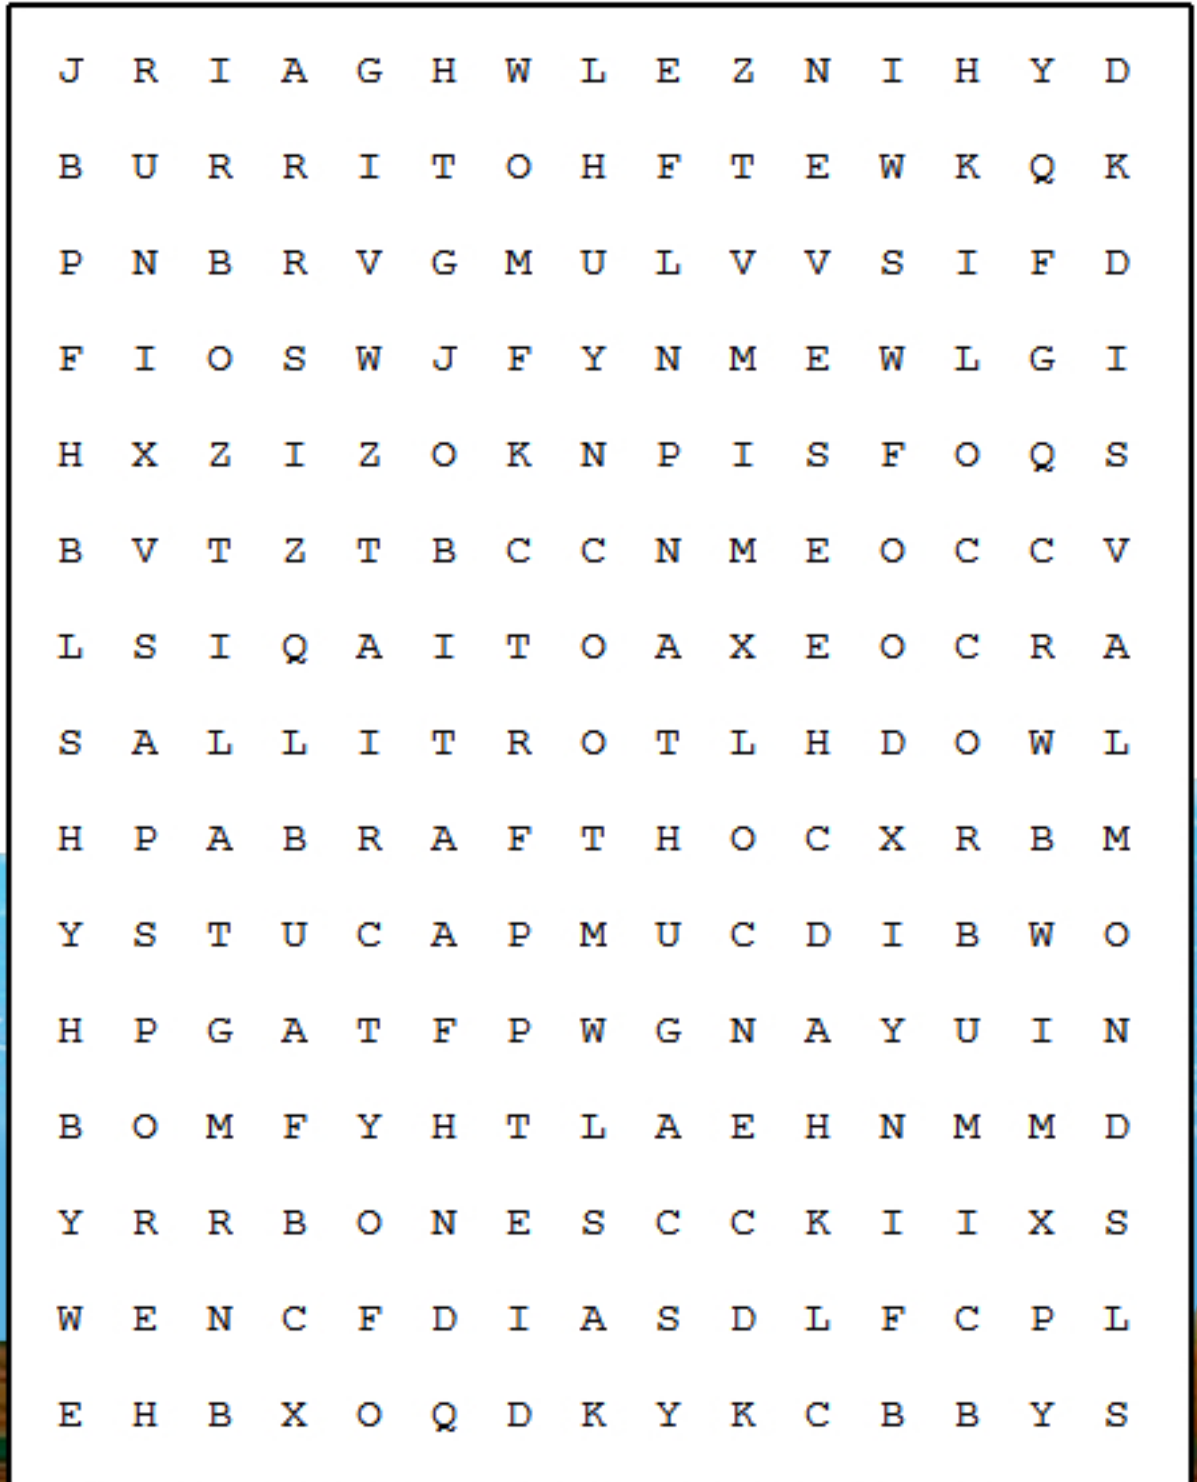 J R I A G H W L E Z N I H Y D
B U R R I T O H F T E W K Q K
P N B R V G M U L V V S I F D
F I O S W J F Y N M E W L G I
H X Z I Z O K N P I S F O Q S
B V T Z T B C C N M E O C C V
L S I Q A I T O A X E O C R A
S A L L I T R O T L H D O W L
H P A B R A F T H O C X R B M
Y S T U C A P M U C D I B W O
H P G A T F P W G N A Y U I N
B O M F Y H T L A E H N M M D
Y R R B O N E S C C K I I X S
W E N C F D I A S D L F C P L
E H B X O Q D K Y K C B B Y S